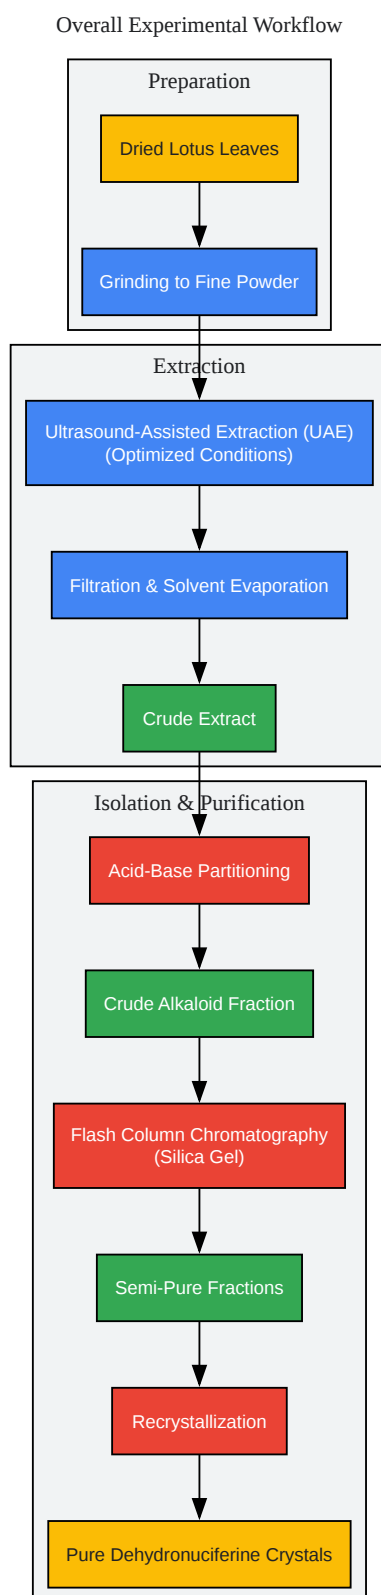 Overall Experimental Workflow
Preparation
Dried Lotus Leaves
Grinding to Fine Powder
Extraction
Ultrasound-Assisted Extraction (UAE)
(Optimized Conditions)
Filtration & Solvent Evaporation
Crude Extract
Isolation & Purification
Acid-Base Partitioning
Crude Alkaloid Fraction
Flash Column Chromatography
(Silica Gel)
Semi-Pure Fractions
Recrystallization
Pure Dehydronuciferine Crystals